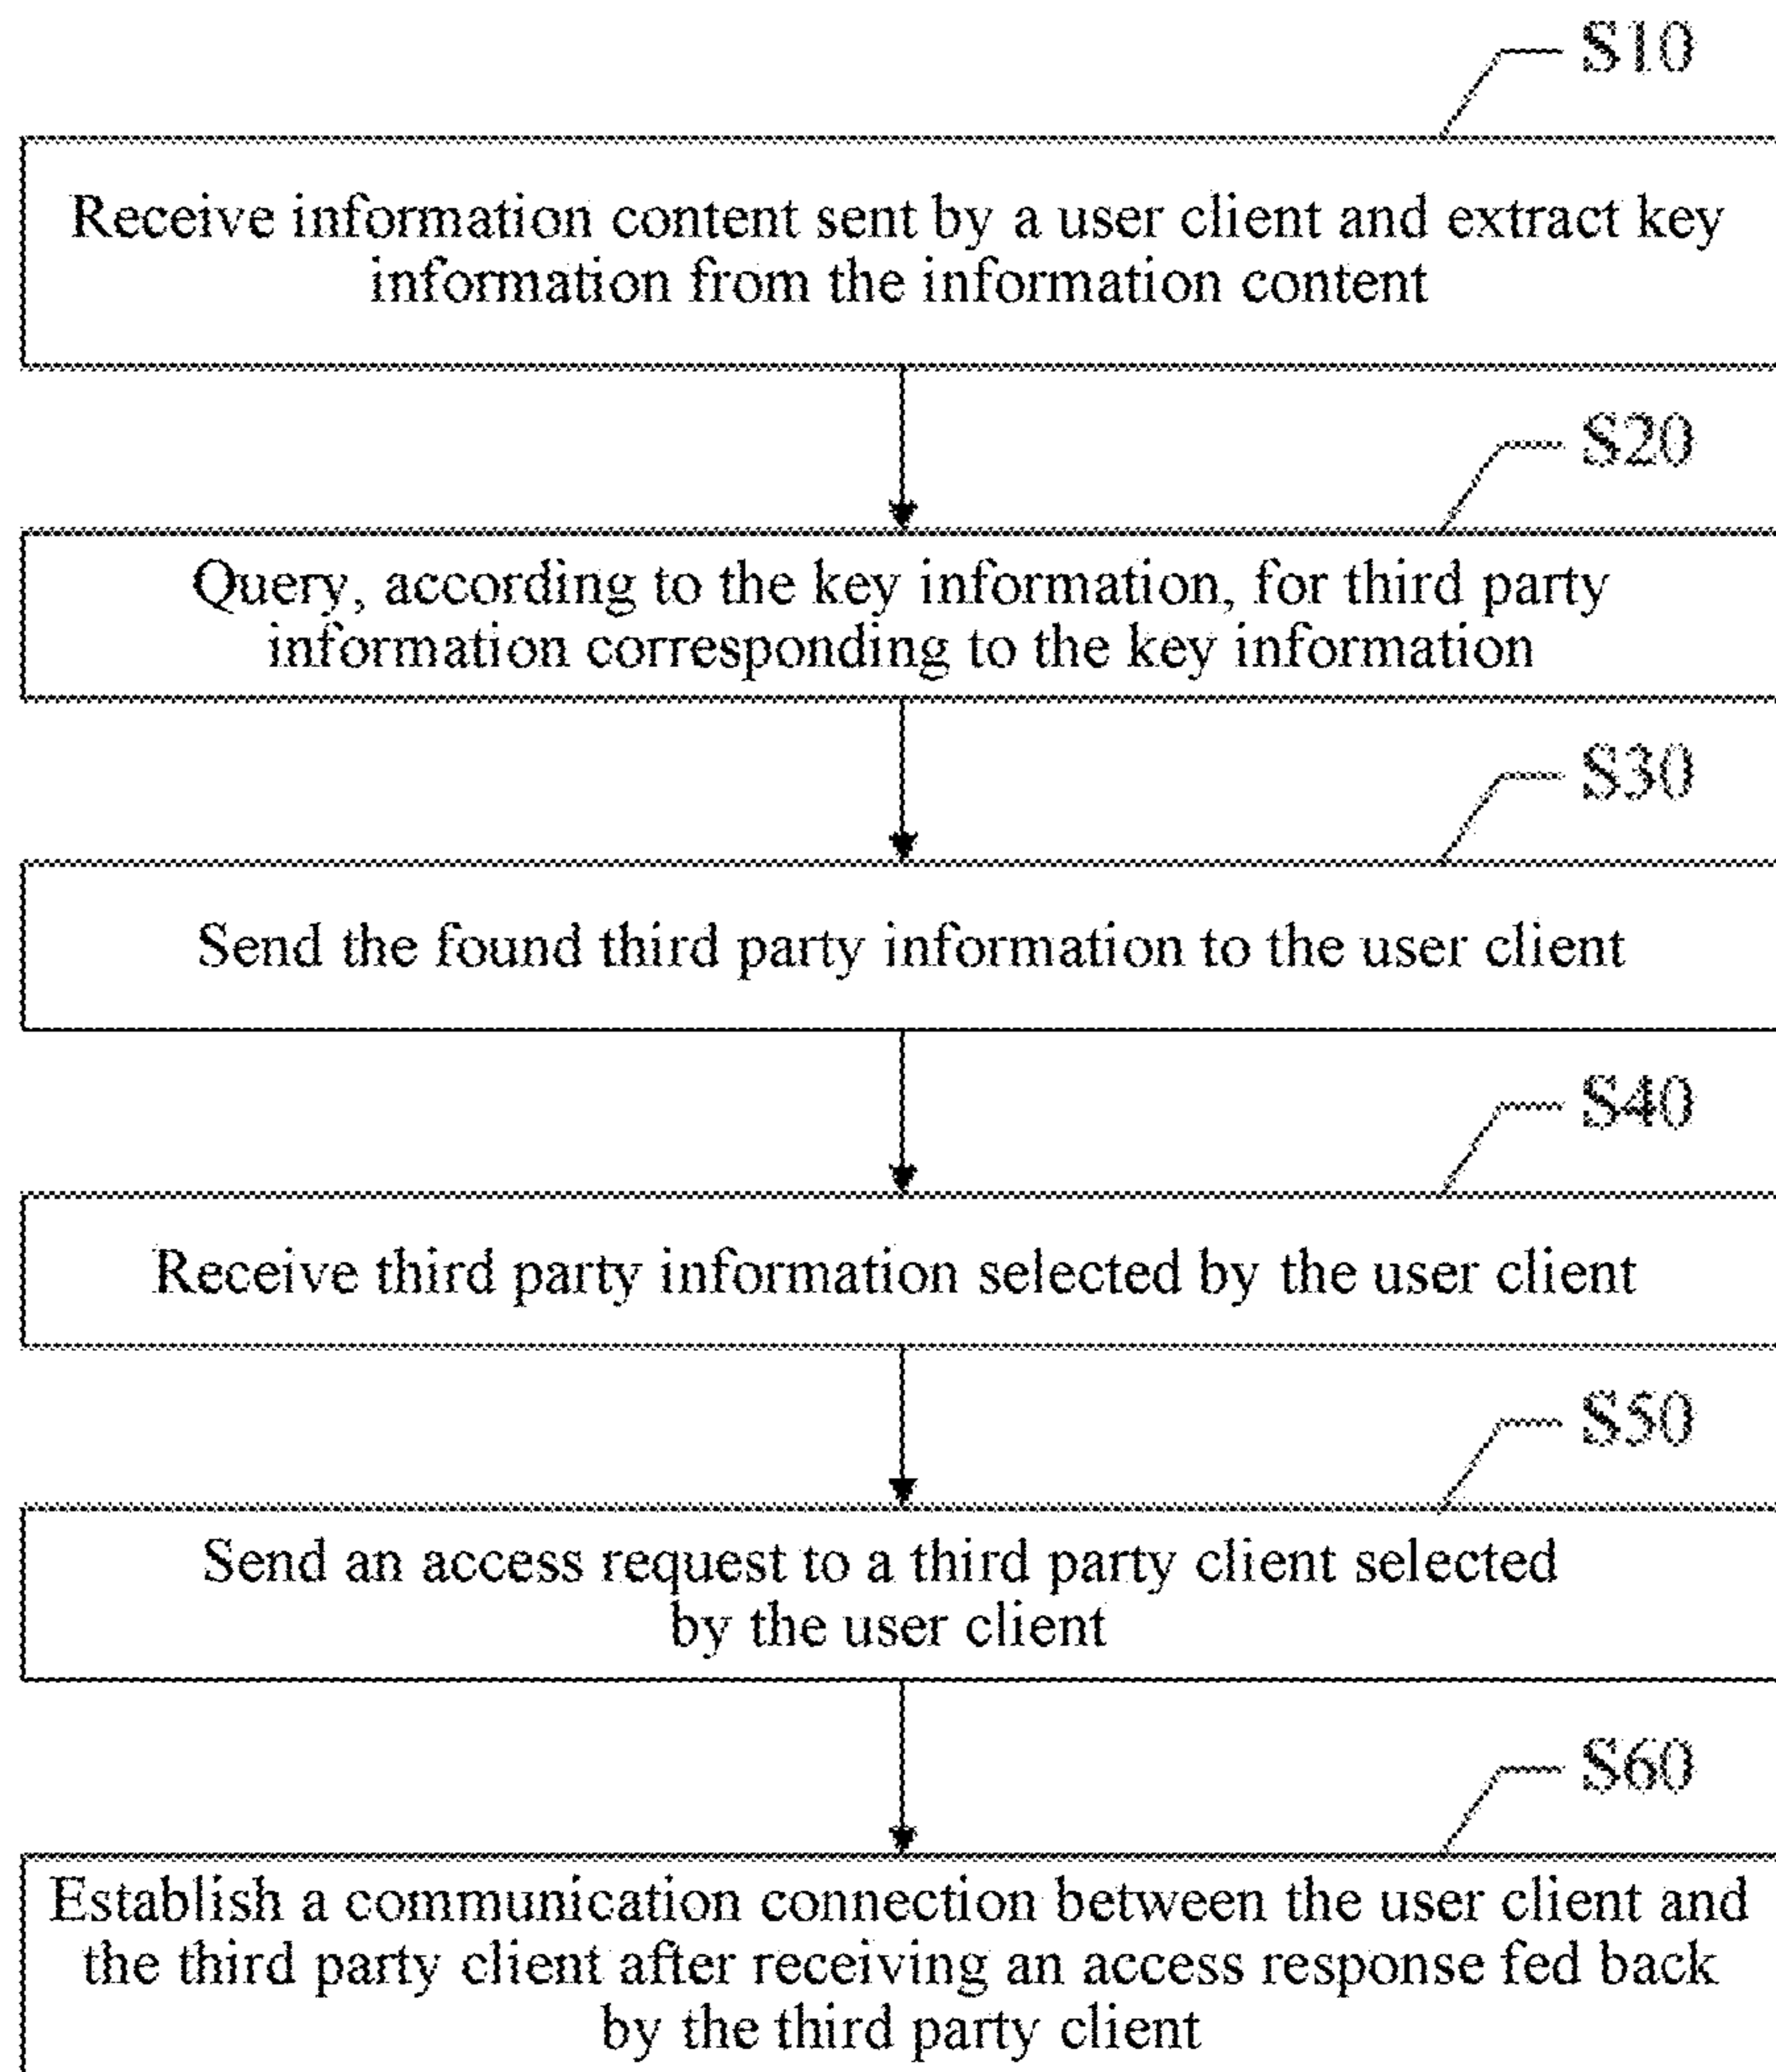 S10
Receive information content sent by a user client and extract key
information from the information content
S20
Query, according to the key information, for third party
information corresponding to the key information
S30
Send the found third party information to the user client
S40
Receive third party information selected by the user client
S50
Send an access request to a third party client selected
by the user client
S60
Establish a communication connection between the user client and
the third party client after receiving an access response fed back
by the third party client